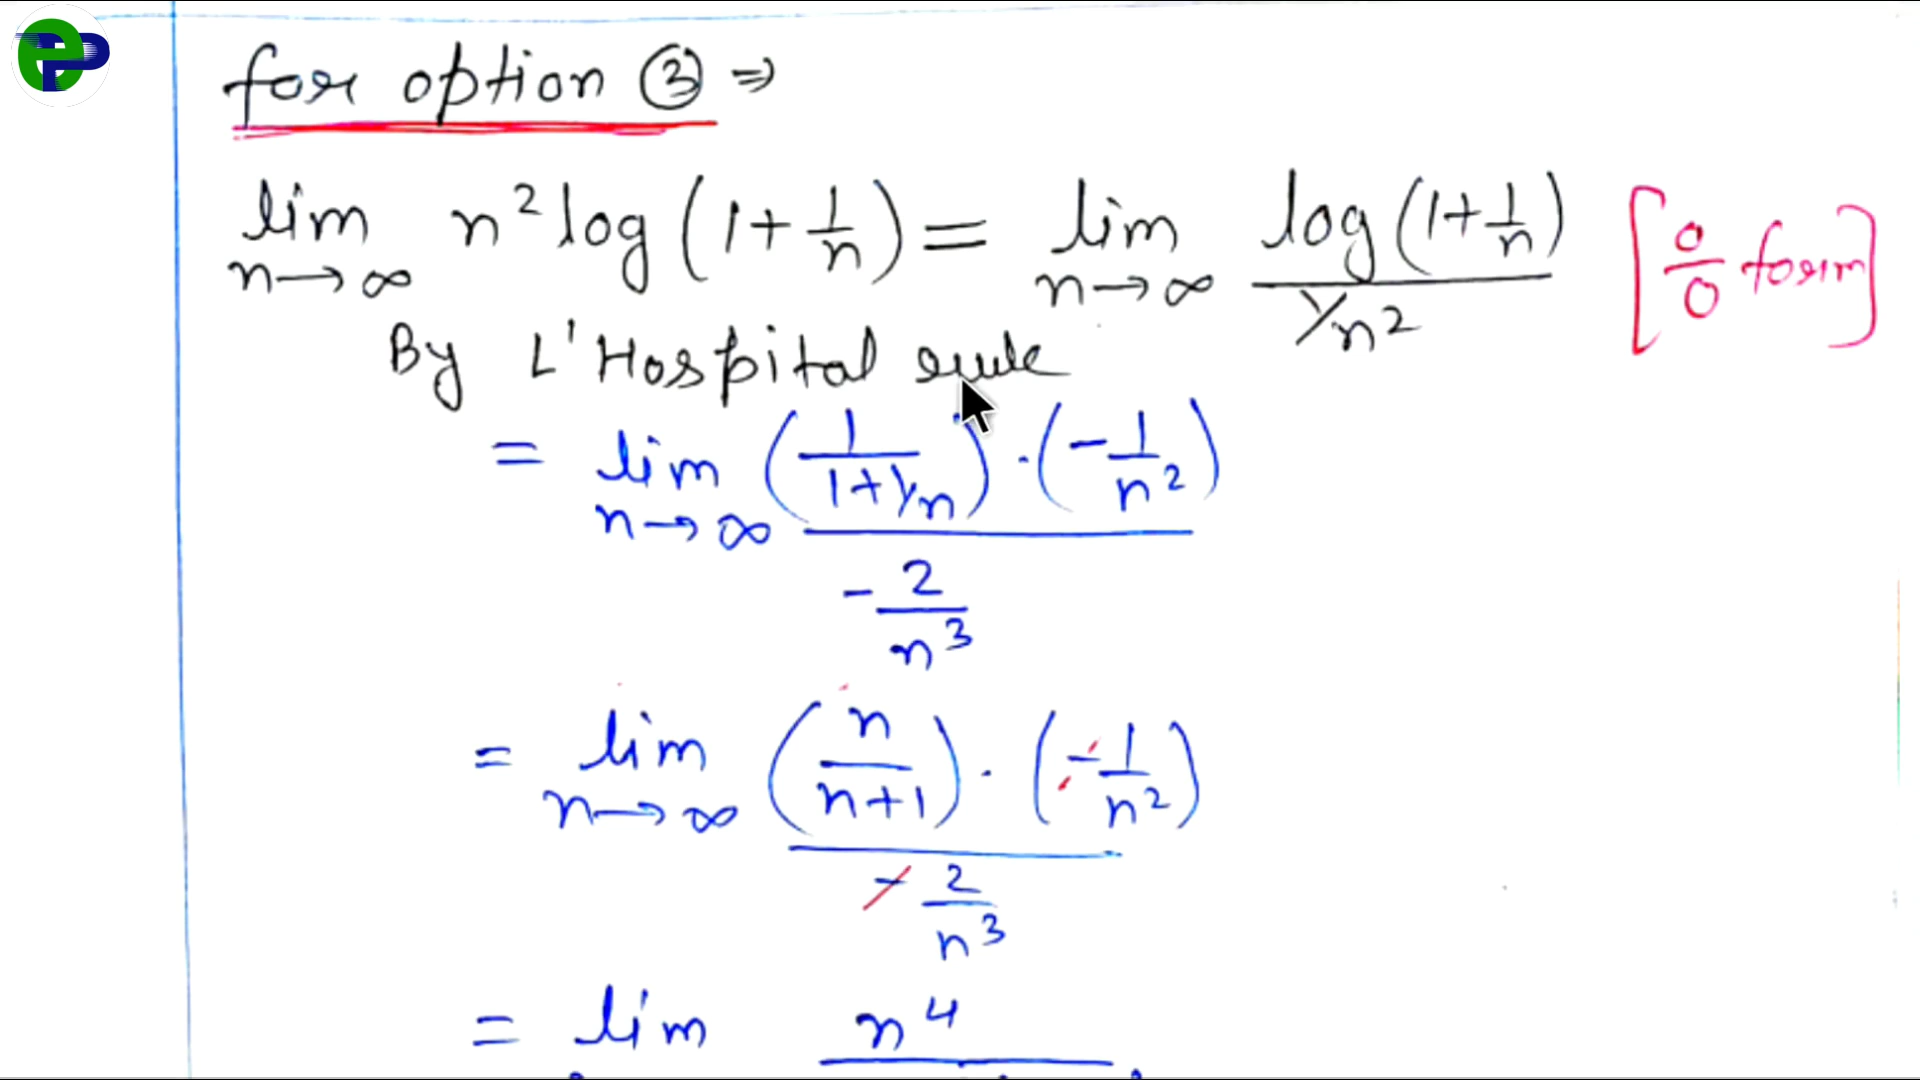 eP
for option ③ ⇒
lim n→∞ n² log(1+1/n) = lim n→∞ log(1+1/n) / 1/n² [0/0 form]
By L'Hospital rule
= lim n→∞ (1/(1+1/n)) · (-1/n²) / -2/n³
= lim n→∞ (n/(n+1)) · (-1/n²) / -2/n³
= lim n⁴